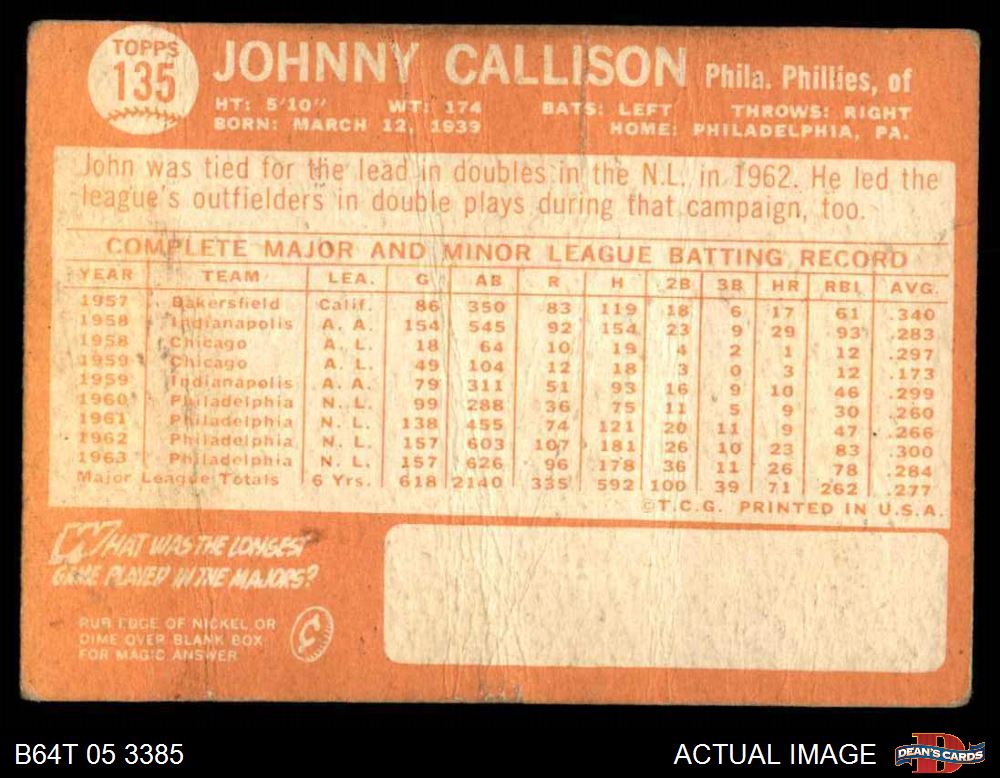 TOPPS
135
JOHNNY CALLISON Phila. Phillies, of
HT: 5'10" WT: 174 BATS: LEFT THROWS: RIGHT
BORN: MARCH 12, 1939 HOME: PHILADELPHIA, PA.
John was tied for the lead in doubles in the N.L. in 1962. He led the
league's outfielders in double plays during that campaign, too.
COMPLETE MAJOR AND MINOR LEAGUE BATTING RECORD
YEAR TEAM LEA. G AB R H 2B 3B HR RBI AVG.
1957 Bakersfield Calif. 86 350 83 119 18 6 17 61 .340
1958 Indianapolis A. A. 154 545 92 154 23 9 29 93 .283
1958 Chicago A. L. 18 64 10 19 4 2 1 12 .297
1959 Chicago A. L. 49 104 12 18 3 0 3 12 .173
1959 Indianapolis A. A. 79 311 51 93 16 9 10 46 .299
1960 Philadelphia N. L. 99 288 36 75 11 5 9 30 .260
1961 Philadelphia N. L. 138 455 74 121 20 11 9 47 .266
1962 Philadelphia N. L. 157 603 107 181 26 10 23 83 .300
1963 Philadelphia N. L. 157 626 96 178 36 11 26 78 .284
Major League Totals 6 Yrs. 618 2140 335 592 100 39 71 262 .277
©T.C.G. PRINTED IN U.S.A.
WHAT WAS THE LONGEST
GAME PLAYED IN THE MAJORS?
RUB EDGE OF NICKEL OR
DIME OVER BLANK BOX
FOR MAGIC ANSWER
B64T 05 3385
ACTUAL IMAGE
DEAN'S CARDS